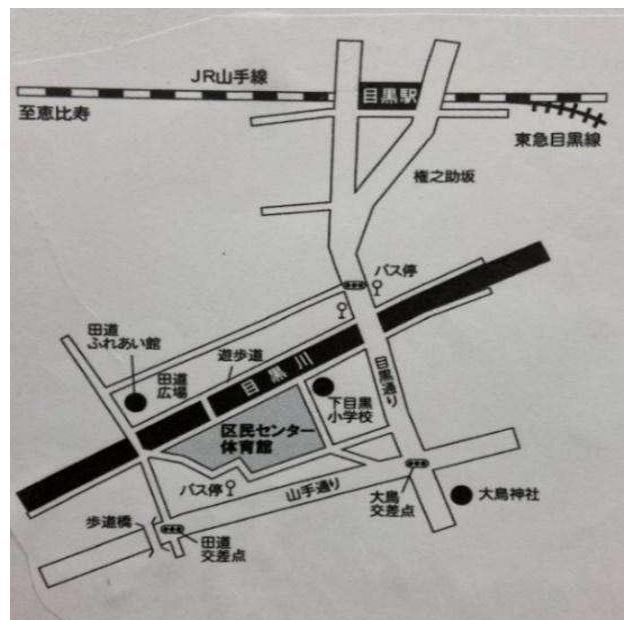 JR山手線
目黒駅
至恵比寿
東急目黒線
権之助坂
バス停
田道
ふれあい館
遊歩道
目黒川
目黒通り
田道
広場
下目黒
小学校
区民センター
体育館
バス停
山手通り
大鳥
交差点
大鳥神社
歩道橋
田道
交差点